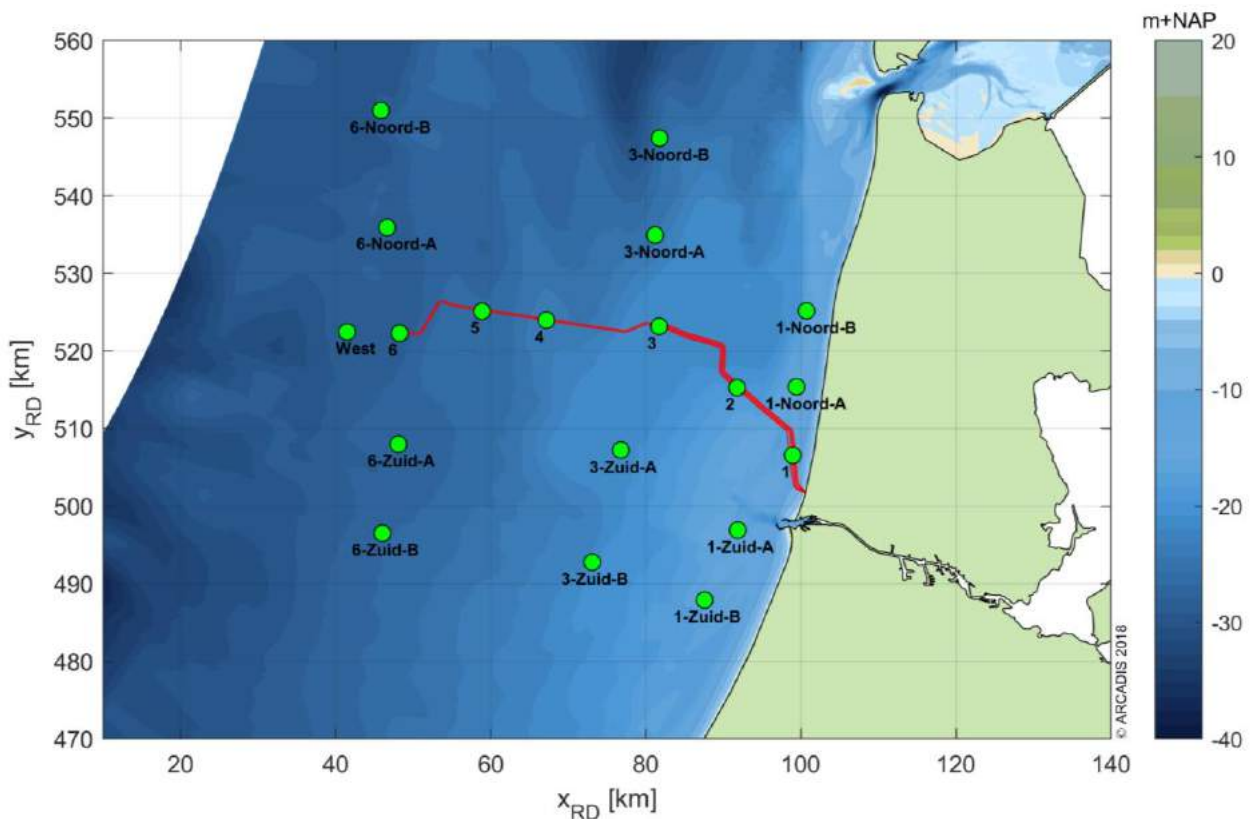 m+NAP
560
550
540
530
520
510
500
490
480
470
y_RD [km]
20
40
60
80
100
120
140
x_RD [km]
6-Noord-B
3-Noord-B
6-Noord-A
3-Noord-A
5
4
3
1-Noord-B
West
6
2
1-Noord-A
6-Zuid-A
3-Zuid-A
1
6-Zuid-B
3-Zuid-B
1-Zuid-A
1-Zuid-B
© ARCADIS 2018
20
10
0
-10
-20
-30
-40